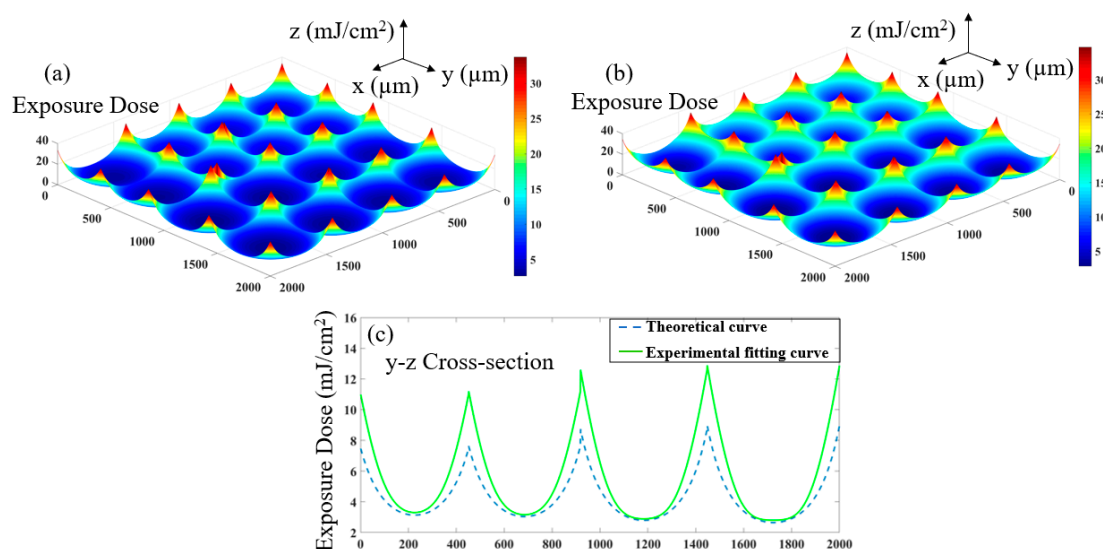 z (mJ/cm²)
(a)
x (µm)
y (µm)
Exposure Dose
40
20
0
0
500
1000
1500
2000
2000
1500
1000
500
0
30
25
20
15
10
5
z (mJ/cm²)
(b)
x (µm)
y (µm)
Exposure Dose
40
20
0
0
500
1000
1500
2000
2000
1500
1000
500
0
30
25
20
15
10
5
(c)
y-z Cross-section
Theoretical curve
Experimental fitting curve
Exposure Dose (mJ/cm²)
16
14
12
10
8
6
4
2
0 200 400 600 800 1000 1200 1400 1600 1800 2000